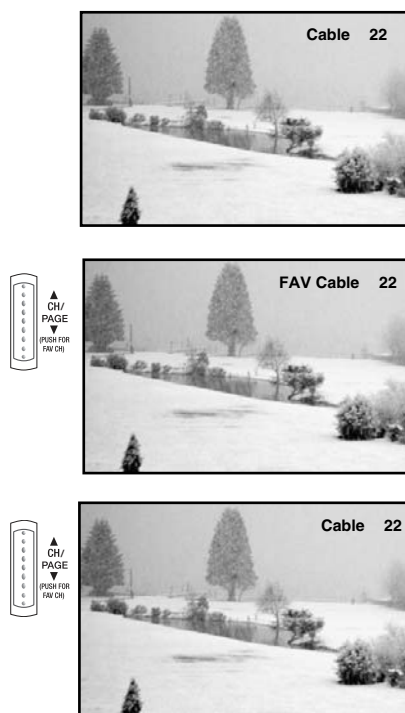 Cable 22
FAV Cable 22
▲
CH/
PAGE
▼
(PUSH FOR
FAV CH)
Cable 22
▲
CH/
PAGE
▼
(PUSH FOR
FAV CH)